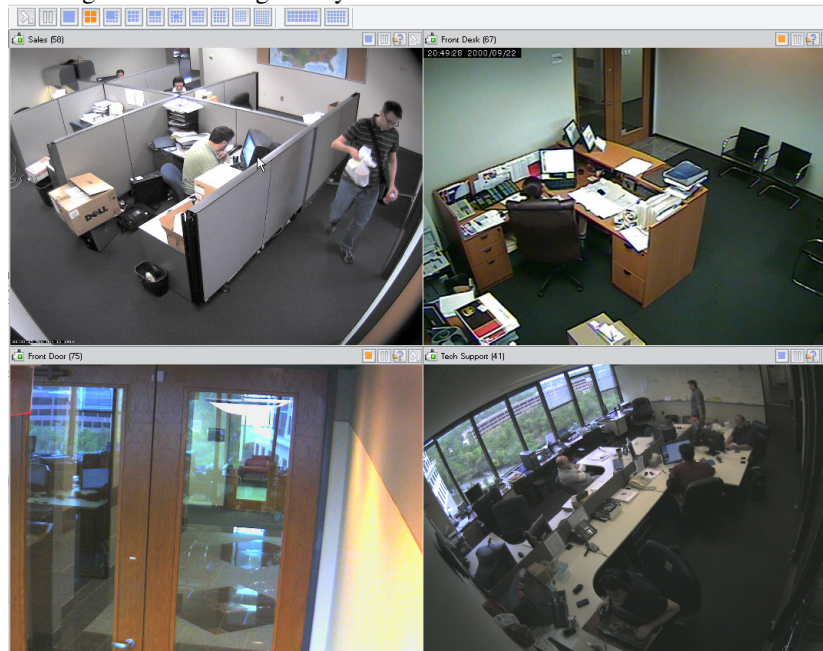 Sales (58)
Front Desk (67)
20:49:28 2000/09/22
DELL
Front Door (75)
Tech Support (41)